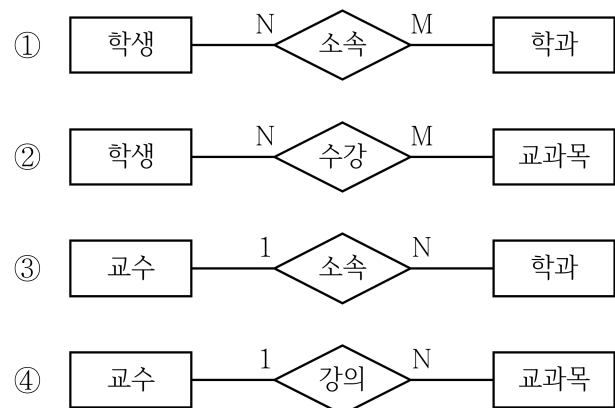 ① 학생 N 소속 M 학과
② 학생 N 수강 M 교과목
③ 교수 1 소속 N 학과
④ 교수 1 강의 N 교과목